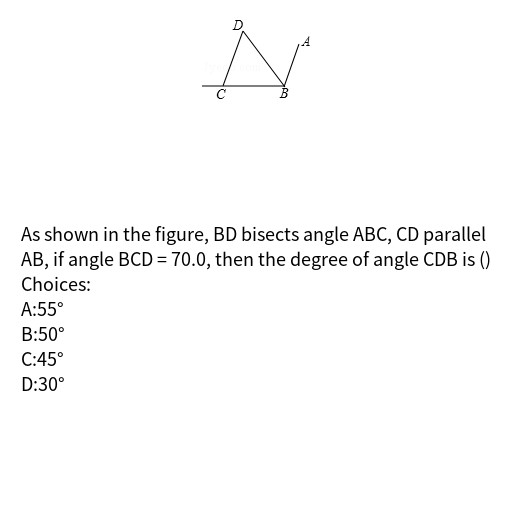 D
A
C
B
As shown in the figure, BD bisects angle ABC, CD parallel
AB, if angle BCD = 70.0, then the degree of angle CDB is ()
Choices:
A:55°
B:50°
C:45°
D:30°